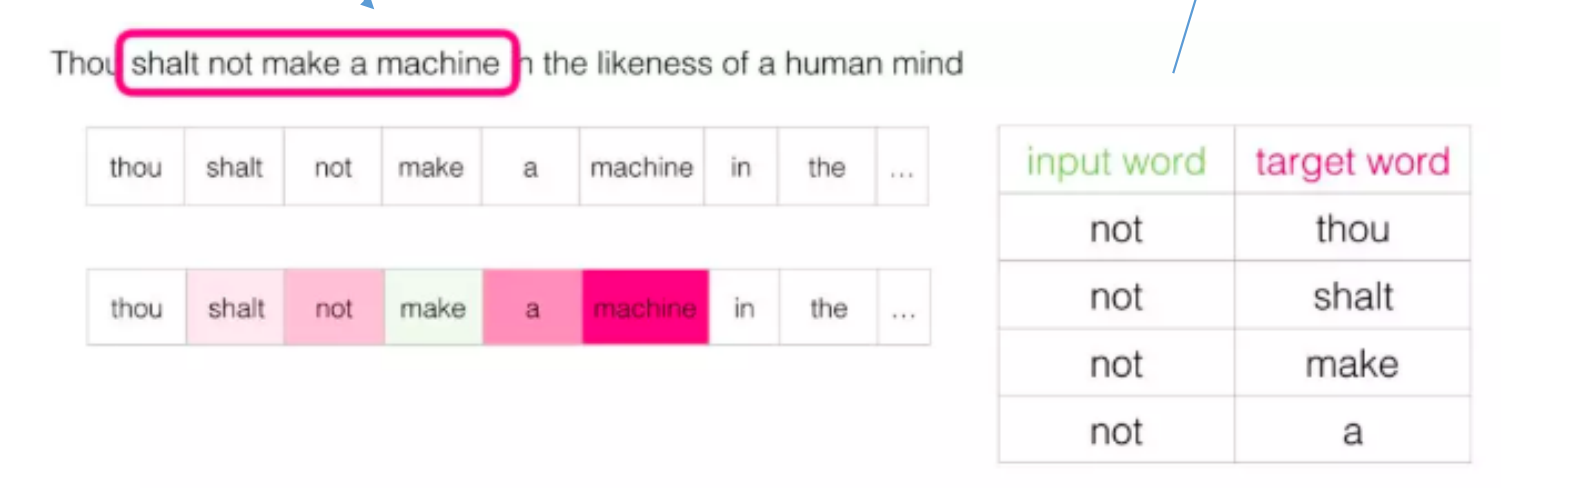 Thou shalt not make a machine in the likeness of a human mind
thou shalt not make a machine in the ...
thou shalt not make a machine in the ...
input word target word
not thou
not shalt
not make
not a